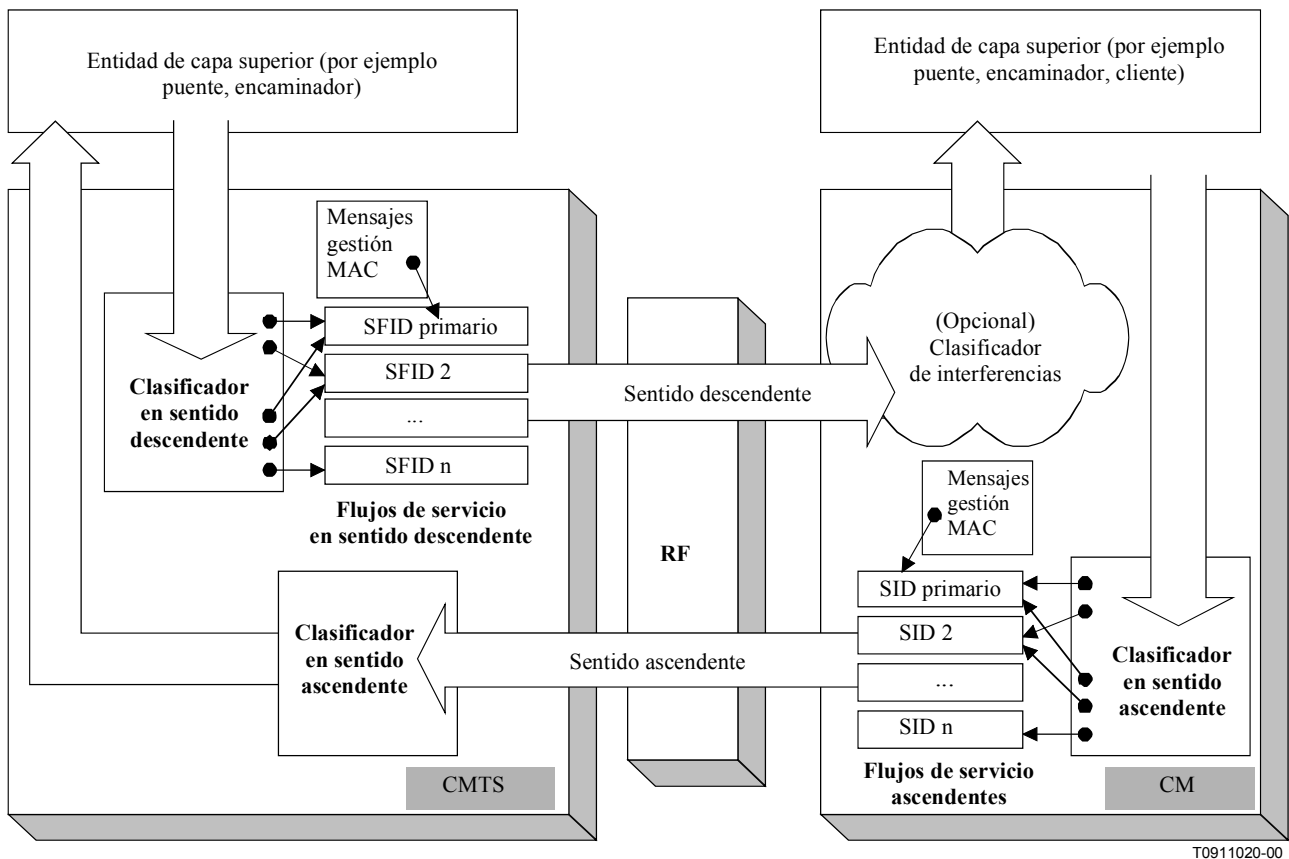 Entidad de capa superior (por ejemplo
puente, encaminador)
Entidad de capa superior (por ejemplo
puente, encaminador, cliente)
Mensajes
gestión
MAC
SFID primario
SFID 2
...
SFID n
Clasificador
en sentido
descendente
Flujos de servicio
en sentido descendente
Sentido descendente
(Opcional)
Clasificador
de interferencias
Mensajes
gestión
MAC
RF
SID primario
SID 2
...
SID n
Clasificador
en sentido
ascendente
Sentido ascendente
Clasificador
en sentido
ascendente
Flujos de servicio
ascendentes
CMTS
CM
T0911020-00